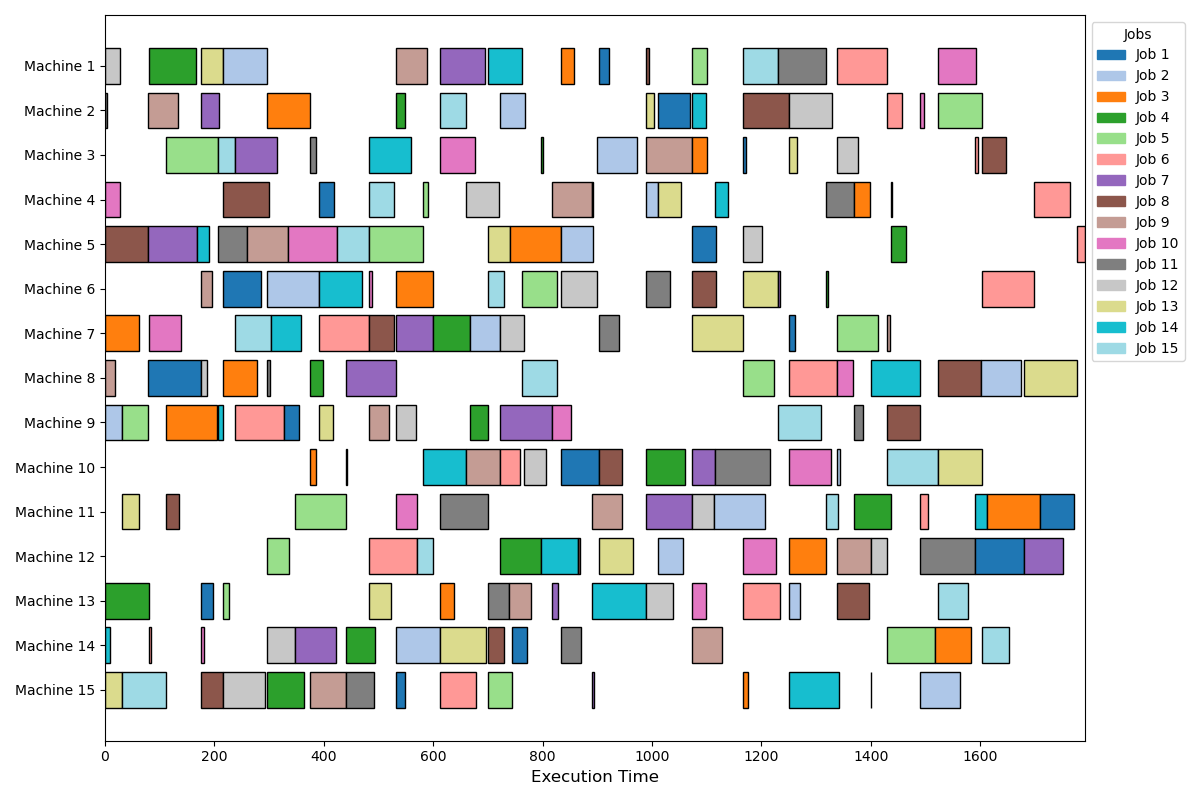 Machine 1
Machine 2
Machine 3
Machine 4
Machine 5
Machine 6
Machine 7
Machine 8
Machine 9
Machine 10
Machine 11
Machine 12
Machine 13
Machine 14
Machine 15
0 200 400 600 800 1000 1200 1400 1600
Execution Time
Jobs
Job 1
Job 2
Job 3
Job 4
Job 5
Job 6
Job 7
Job 8
Job 9
Job 10
Job 11
Job 12
Job 13
Job 14
Job 15